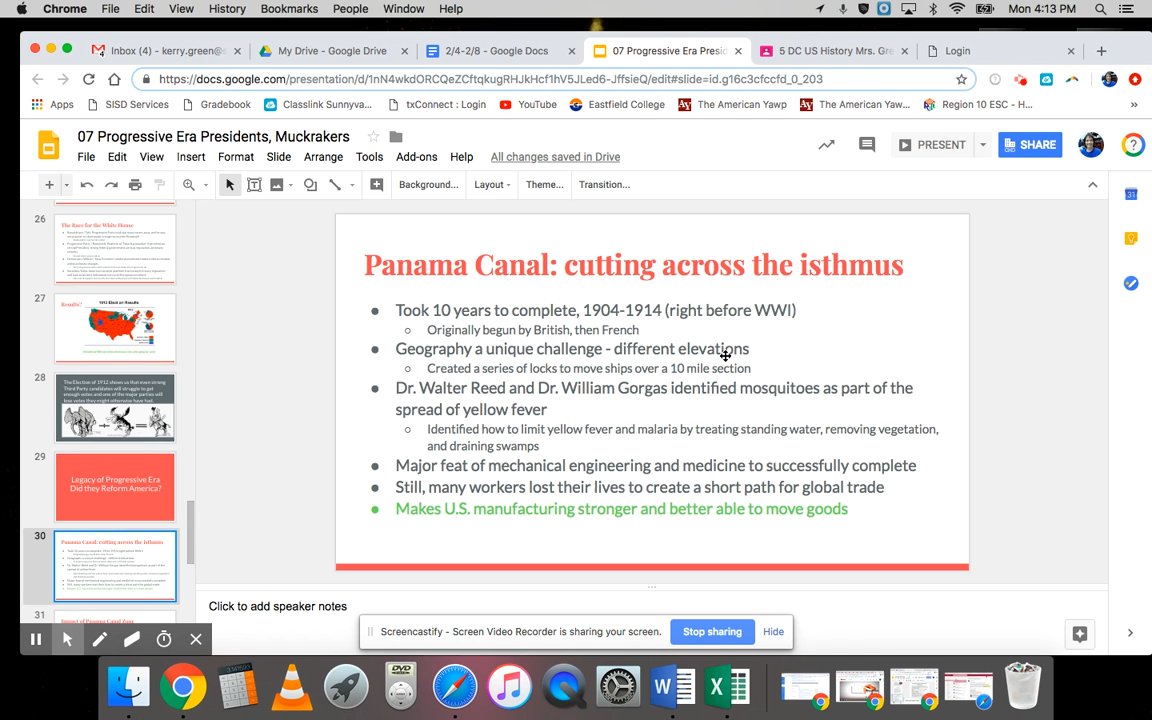 Chrome File Edit View History Bookmarks People Window Help Mon 4:13 PM
Inbox (4) - kerry.green@s My Drive - Google Drive 2/4-2/8 - Google Docs 07 Progressive Era Presid 5 DC US History Mrs. Gre Login
https://docs.google.com/presentation/d/1nN4wkdORCQeZCftqkugRHJkHcf1hV5JLed6-JffsieQ/edit#slide=id.g16c3cfccfd_0_203
Apps SISD Services Gradebook Classlink Sunnyva... txConnect : Login YouTube Eastfield College The American Yawp The American Yaw... Region 10 ESC - H...
07 Progressive Era Presidents, Muckrakers
File Edit View Insert Format Slide Arrange Tools Add-ons Help All changes saved in Drive
PRESENT SHARE
Background... Layout Theme... Transition...
26
The Race for the White House
27
Results?
1912 Election Results
28
The Election of 1912 shows us that even strong
Third Party candidates will struggle to get
enough votes and one of the major parties will
lose votes they might otherwise have had.
29
Legacy of Progressive Era
Did they Reform America?
30
Panama Canal: cutting across the isthmus
31
Impact of Panama Canal Zone
Panama Canal: cutting across the isthmus
● Took 10 years to complete, 1904-1914 (right before WWI)
○ Originally begun by British, then French
● Geography a unique challenge - different elevations
○ Created a series of locks to move ships over a 10 mile section
● Dr. Walter Reed and Dr. William Gorgas identified mosquitoes as part of the
spread of yellow fever
○ Identified how to limit yellow fever and malaria by treating standing water, removing vegetation,
and draining swamps
● Major feat of mechanical engineering and medicine to successfully complete
● Still, many workers lost their lives to create a short path for global trade
● Makes U.S. manufacturing stronger and better able to move goods
Click to add speaker notes
Screencastify - Screen Video Recorder is sharing your screen. Stop sharing Hide